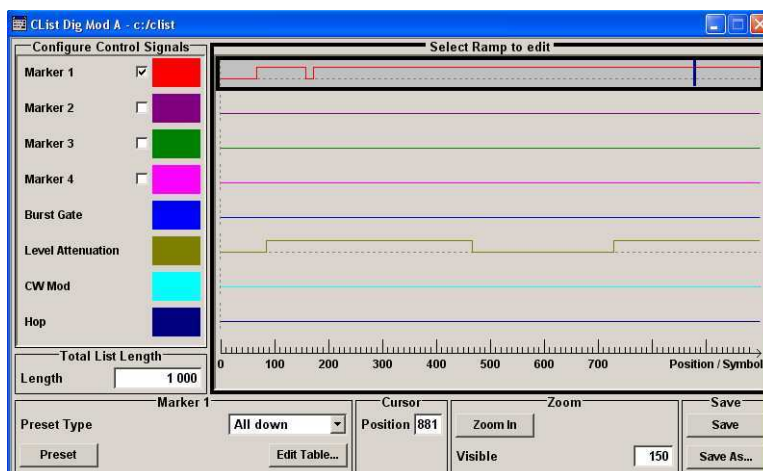 CList Dig Mod A - c:/clist
Configure Control Signals
Select Ramp to edit
Marker 1
Marker 2
Marker 3
Marker 4
Burst Gate
Level Attenuation
CW Mod
Hop
0 100 200 300 400 500 600 700 Position / Symbol
Total List Length
Length 1 000
Marker 1
Preset Type All down
Preset Edit Table...
Cursor
Position 881
Zoom
Zoom In
Visible 150
Save
Save
Save As...